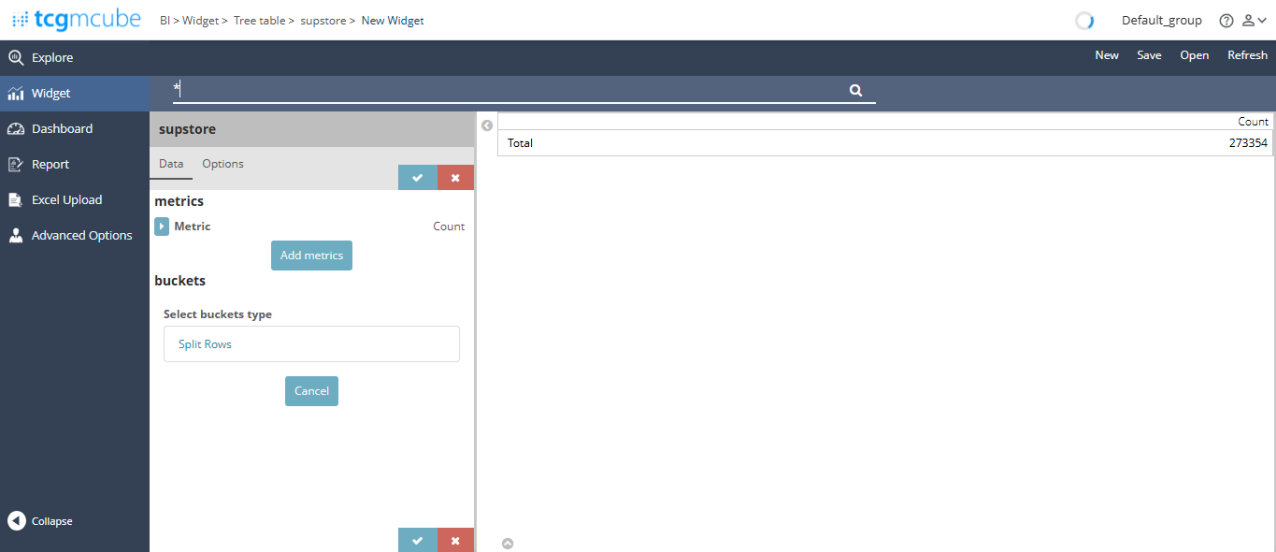 tcgmcube
BI > Widget > Tree table > supstore > New Widget
Default_group
Explore
New Save Open Refresh
Widget
*
Dashboard
supstore
Count
Total 273354
Report
Data Options
Excel Upload
metrics
Metric Count
Advanced Options
Add metrics
buckets
Select buckets type
Split Rows
Cancel
Collapse